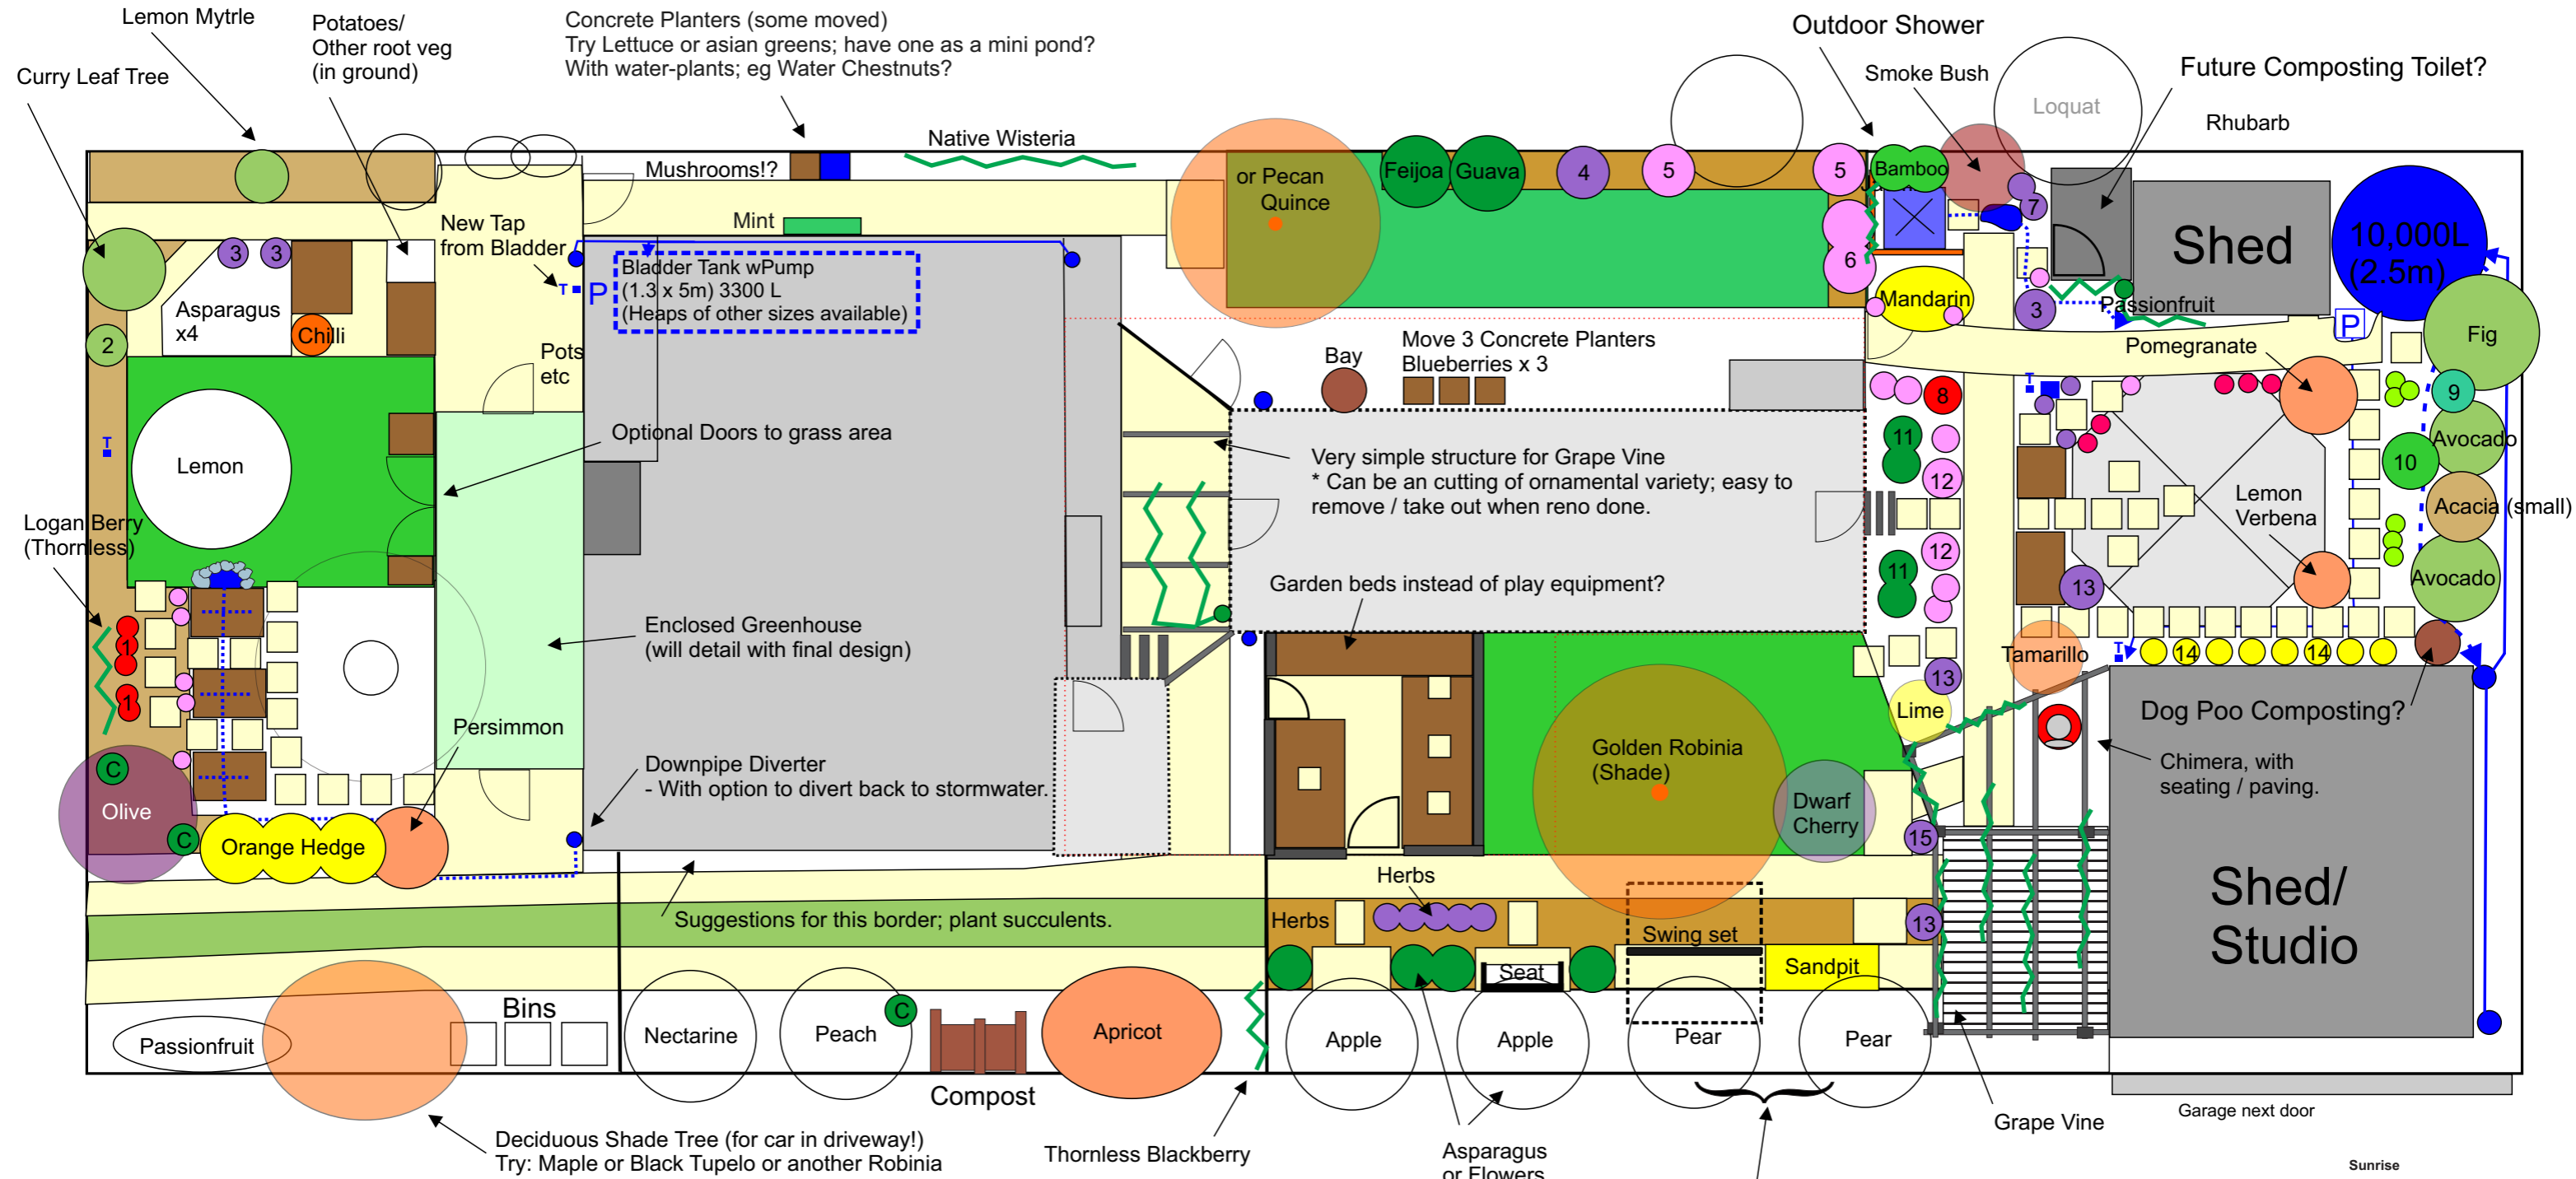 Lemon Mytrle
Potatoes/
Other root veg
(in ground)
Curry Leaf Tree
Concrete Planters (some moved)
Try Lettuce or asian greens; have one as a mini pond?
With water-plants; eg Water Chestnuts?
Outdoor Shower
Smoke Bush
Future Composting Toilet?
Loquat
Rhubarb
Native Wisteria
Mushrooms!?
Mint
or Pecan
Quince
Feijoa
Guava
4
5
5
Bamboo
7
6
Shed
10,000L
(2.5m)
New Tap
from Bladder
T
P
Bladder Tank wPump
(1.3 x 5m) 3300 L
(Heaps of other sizes available)
3
3
Asparagus
x4
Chilli
2
Pots
etc
Mandarin
3
Passionfruit
P
Fig
Pomegranate
Bay
Move 3 Concrete Planters
Blueberries x 3
T
8
9
Avocado
10
Optional Doors to grass area
Lemon
T
11
12
Very simple structure for Grape Vine
* Can be an cutting of ornamental variety; easy to
remove / take out when reno done.
Lemon
Verbena
Acacia (small)
Logan Berry
(Thornless)
12
11
13
Avocado
Garden beds instead of play equipment?
Enclosed Greenhouse
(will detail with final design)
1
1
Tamarillo
T
14
14
13
Lime
Dog Poo Composting?
Chimera, with
seating / paving.
Persimmon
Golden Robinia
(Shade)
Dwarf
Cherry
Downpipe Diverter
- With option to divert back to stormwater.
C
Olive
C
Orange Hedge
15
Shed/
Studio
Herbs
Herbs
Suggestions for this border; plant succulents.
13
Swing set
Seat
Sandpit
Passionfruit
Bins
Nectarine
Peach
C
Compost
Apricot
Apple
Apple
Pear
Pear
Deciduous Shade Tree (for car in driveway!)
Try: Maple or Black Tupelo or another Robinia
Thornless Blackberry
Asparagus
or Flowers
Grape Vine
Garage next door
Sunrise